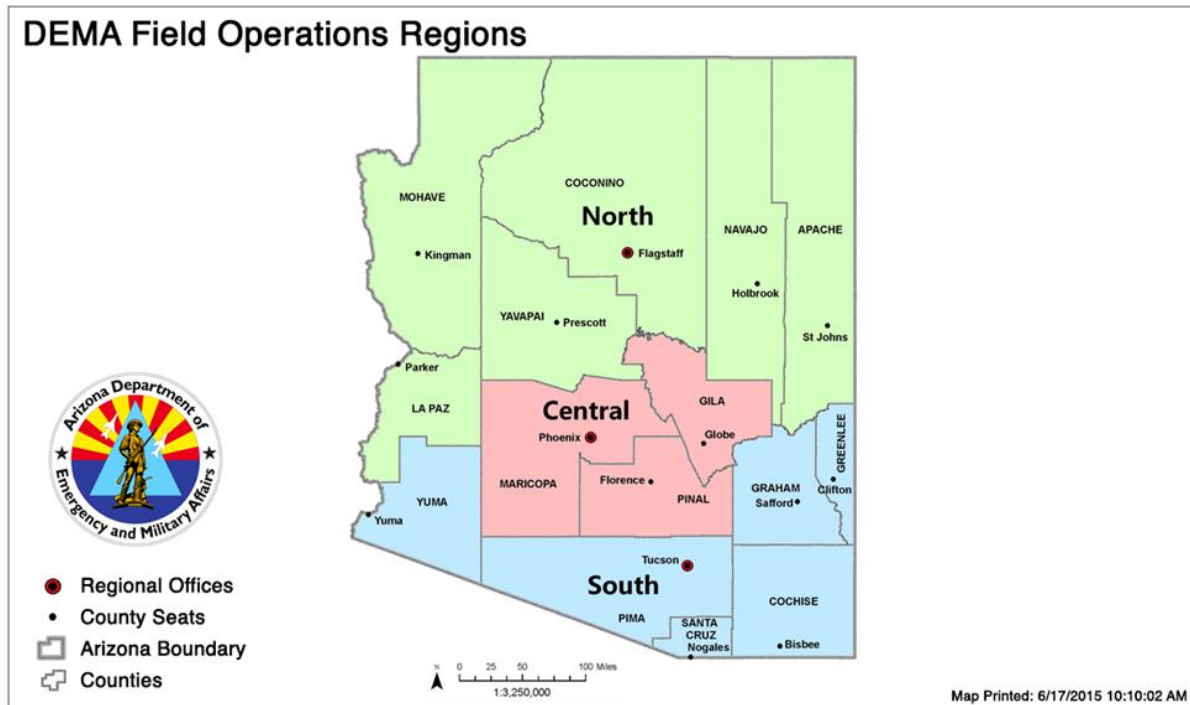 DEMA Field Operations Regions
MOHAVE
COCONINO
North
NAVAJO
APACHE
Kingman
Flagstaff
Holbrook
YAVAPAI
Prescott
St Johns
Parker
LA PAZ
Central
GILA
Phoenix
Globe
GREENLEE
MARICOPA
Florence
PINAL
GRAHAM
Clifton
Safford
YUMA
Yuma
Tucson
South
PIMA
SANTA
CRUZ
Nogales
COCHISE
Bisbee
Arizona Department of
Emergency and Military Affairs
Regional Offices
County Seats
Arizona Boundary
Counties
N
0 25 50 100 Miles
1:3,250,000
Map Printed: 6/17/2015 10:10:02 AM